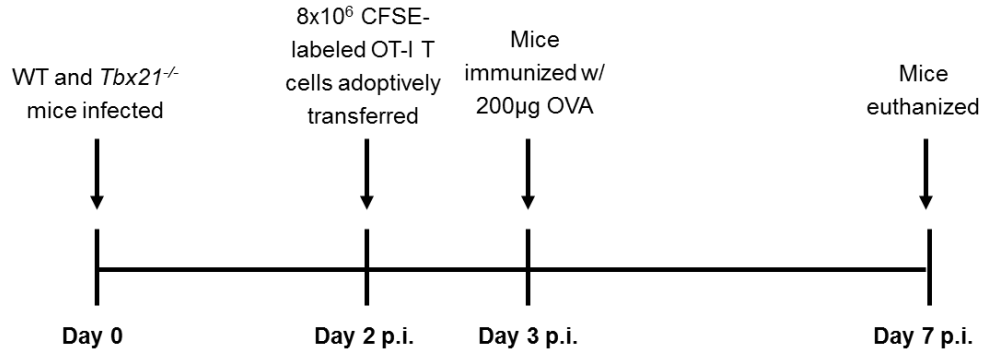 WT and Tbx21-/-
mice infected
8x10⁶ CFSE-
labeled OT-I T
cells adoptively
transferred
Mice
immunized w/
200µg OVA
Mice
euthanized
Day 0
Day 2 p.i.
Day 3 p.i.
Day 7 p.i.